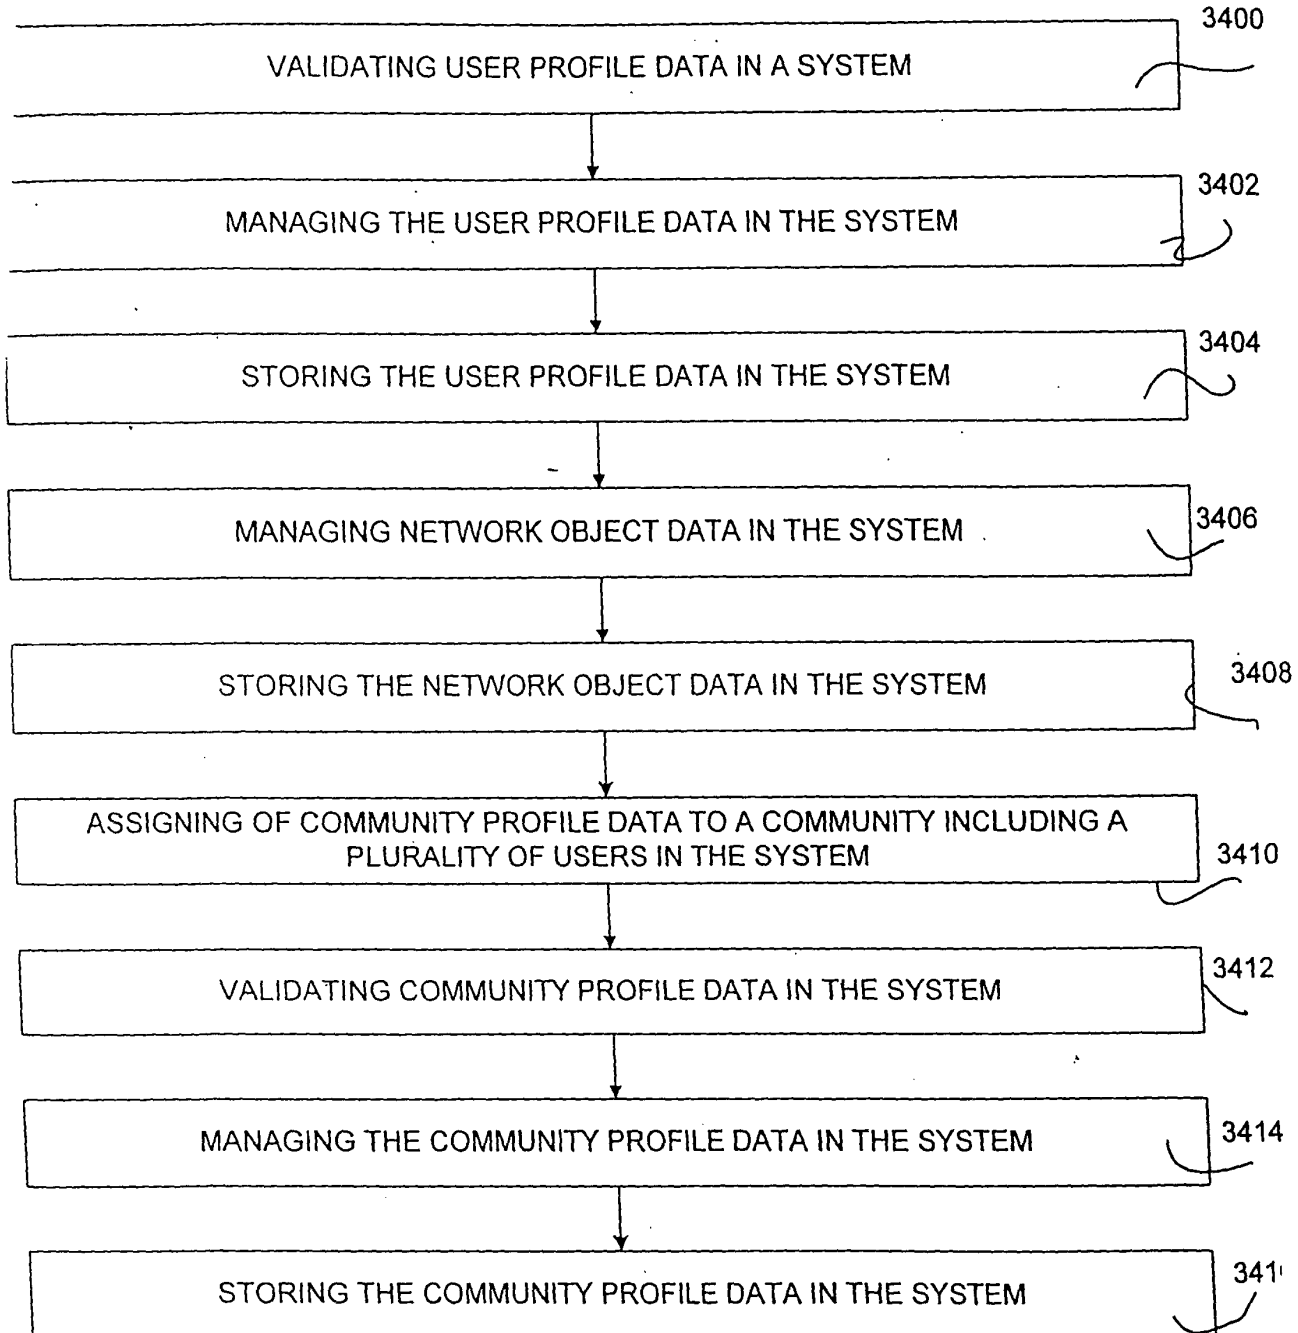 3400
VALIDATING USER PROFILE DATA IN A SYSTEM
3402
MANAGING THE USER PROFILE DATA IN THE SYSTEM
3404
STORING THE USER PROFILE DATA IN THE SYSTEM
3406
MANAGING NETWORK OBJECT DATA IN THE SYSTEM
3408
STORING THE NETWORK OBJECT DATA IN THE SYSTEM
ASSIGNING OF COMMUNITY PROFILE DATA TO A COMMUNITY INCLUDING A
PLURALITY OF USERS IN THE SYSTEM
3410
3412
VALIDATING COMMUNITY PROFILE DATA IN THE SYSTEM
3414
MANAGING THE COMMUNITY PROFILE DATA IN THE SYSTEM
STORING THE COMMUNITY PROFILE DATA IN THE SYSTEM